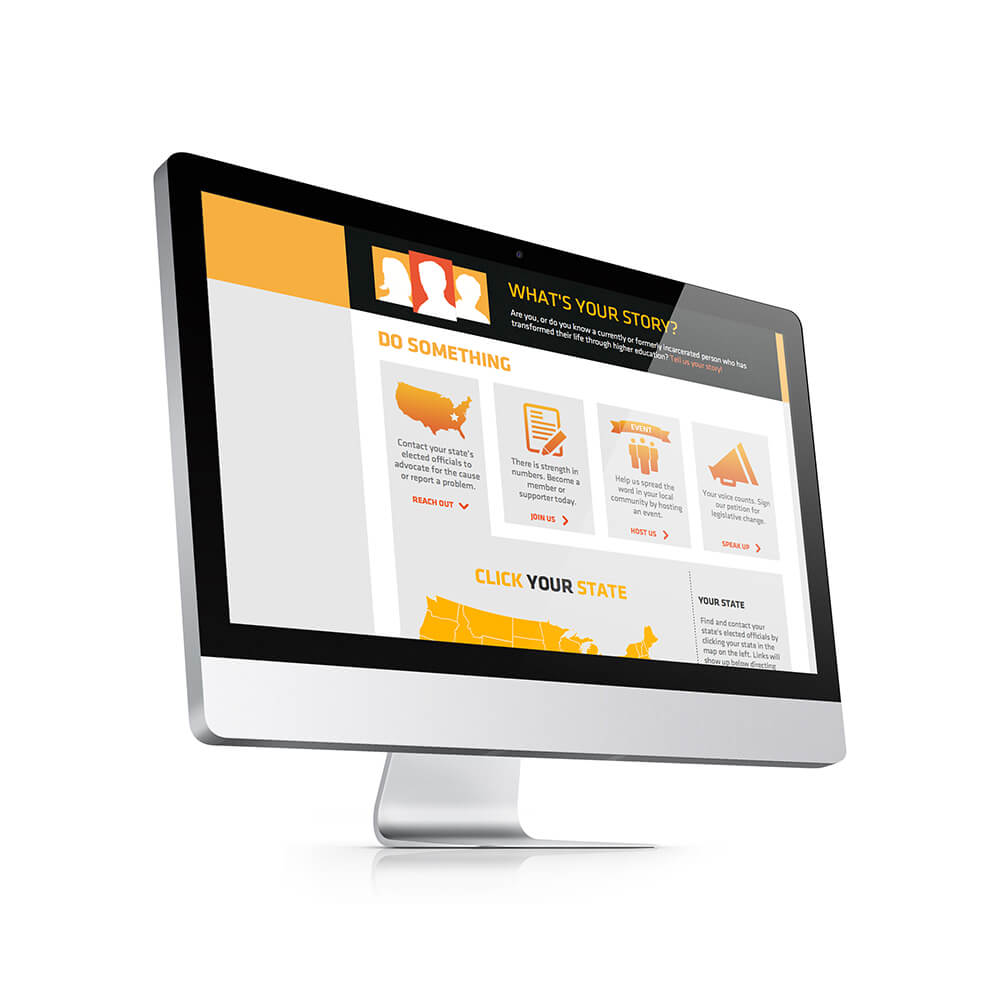 WHAT'S YOUR STORY?
Are you, or do you know a currently or formerly incarcerated person who has
transformed their life through higher education? Tell us your story!
DO SOMETHING
Contact your state's
elected officials to
advocate for the cause
or report a problem.
REACH OUT
There is strength in
numbers. Become a
member or
supporter today.
JOIN US
EVENT
Help us spread the
word in your local
community by hosting
an event.
HOST US
Your voice counts. Sign
our petition for
legislative change.
SPEAK UP
CLICK YOUR STATE
YOUR STATE
Find and contact your
state's elected officials by
clicking your state in the
map on the left. Links will
show up below directing